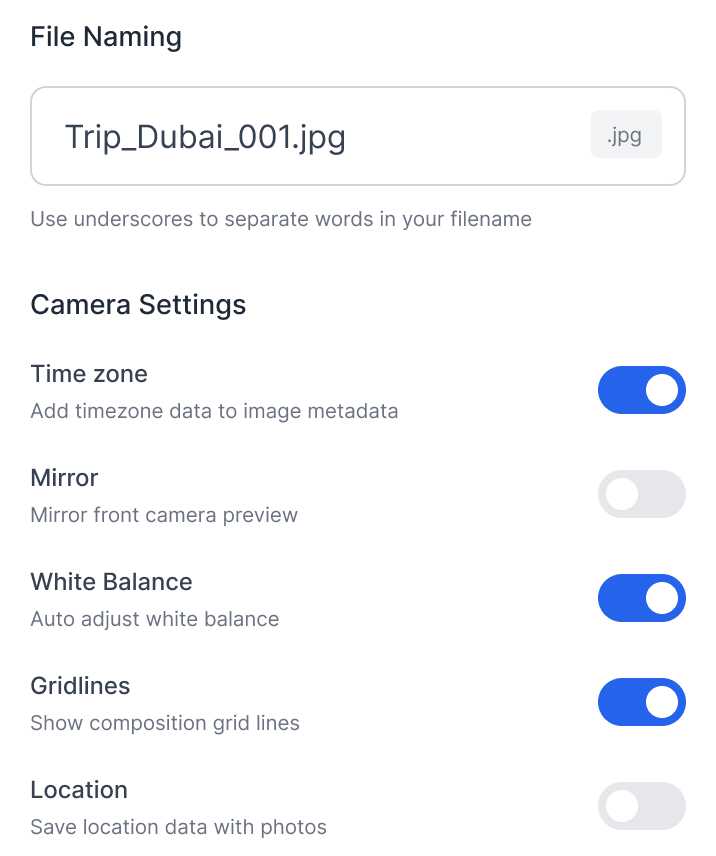 File Naming
Trip_Dubai_001.jpg .jpg
Use underscores to separate words in your filename
Camera Settings
Time zone
Add timezone data to image metadata
Mirror
Mirror front camera preview
White Balance
Auto adjust white balance
Gridlines
Show composition grid lines
Location
Save location data with photos